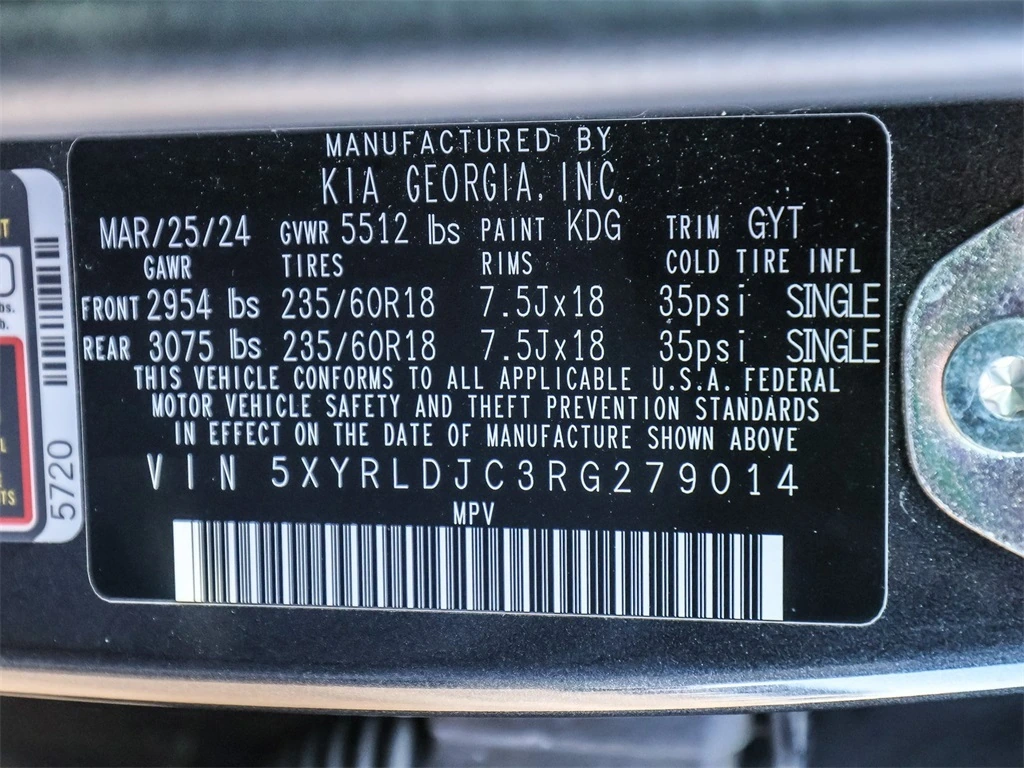 MANUFACTURED BY
KIA GEORGIA, INC.
MAR/25/24 GVWR 5512 lbs PAINT KDG TRIM GYT
GAWR TIRES RIMS COLD TIRE INFL
FRONT 2954 lbs 235/60R18 7.5Jx18 35psi SINGLE
REAR 3075 lbs 235/60R18 7.5Jx18 35psi SINGLE
THIS VEHICLE CONFORMS TO ALL APPLICABLE U.S.A. FEDERAL
MOTOR VEHICLE SAFETY AND THEFT PREVENTION STANDARDS
IN EFFECT ON THE DATE OF MANUFACTURE SHOWN ABOVE
VIN 5XYRLDJC3RG279014
MPV
5720